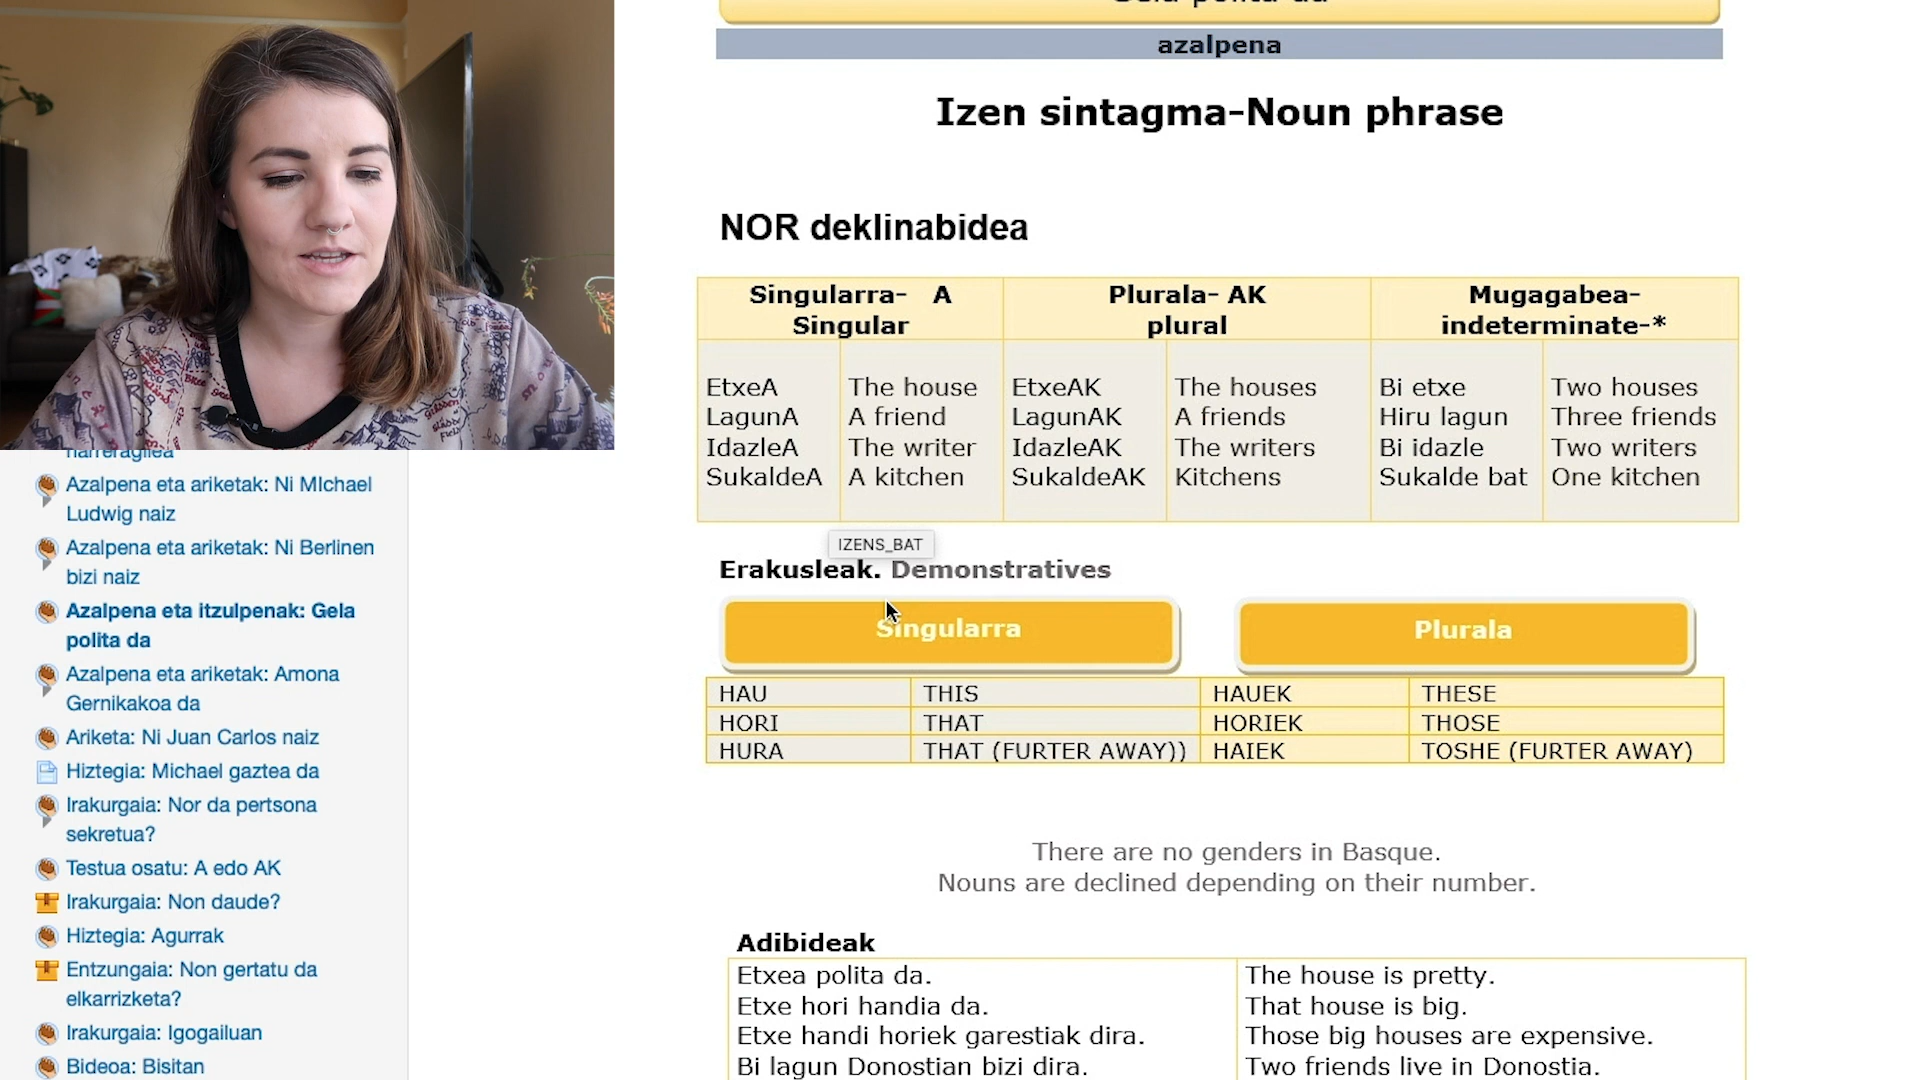 azalpena
Izen sintagma-Noun phrase
NOR deklinabidea
Singularra- A
Singular
Plurala- AK
plural
Mugagabea-
indeterminate-*
EtxeA The house EtxeAK The houses Bi etxe Two houses
LagunA A friend LagunAK A friends Hiru lagun Three friends
IdazleA The writer IdazleAK The writers Bi idazle Two writers
SukaldeA A kitchen SukaldeAK Kitchens Sukalde bat One kitchen
IZENS_BAT
Erakusleak. Demonstratives
Singularra Plurala
HAU THIS HAUEK THESE
HORI THAT HORIEK THOSE
HURA THAT (FURTER AWAY)) HAIEK TOSHE (FURTER AWAY)
There are no genders in Basque.
Nouns are declined depending on their number.
Adibideak
Etxea polita da. The house is pretty.
Etxe hori handia da. That house is big.
Etxe handi horiek garestiak dira. Those big houses are expensive.
Bi lagun Donostian bizi dira. Two friends live in Donostia.
Azalpena eta ariketak: Ni MIchael
Ludwig naiz
Azalpena eta ariketak: Ni Berlinen
bizi naiz
Azalpena eta itzulpenak: Gela
polita da
Azalpena eta ariketak: Amona
Gernikakoa da
Ariketa: Ni Juan Carlos naiz
Hiztegia: Michael gaztea da
Irakurgaia: Nor da pertsona
sekretua?
Testua osatu: A edo AK
Irakurgaia: Non daude?
Hiztegia: Agurrak
Entzungaia: Non gertatu da
elkarrizketa?
Irakurgaia: Igogailuan
Bideoa: Bisitan